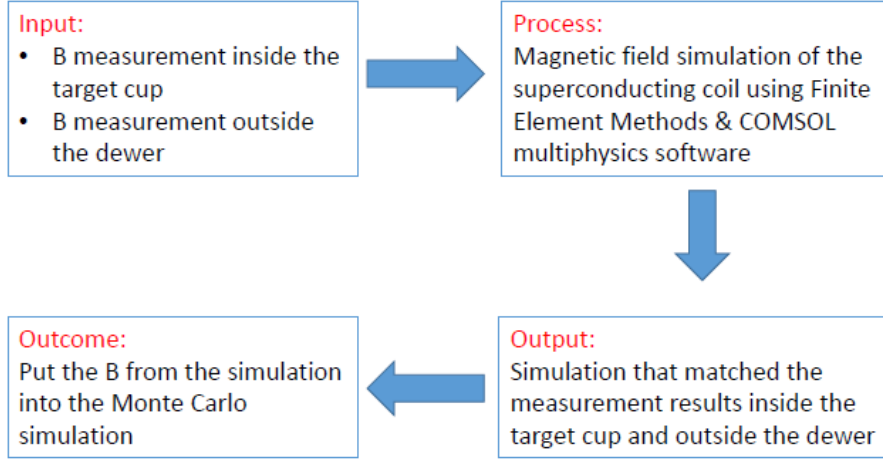 Input:
• B measurement inside the
target cup
• B measurement outside
the dewer
Process:
Magnetic field simulation of the
superconducting coil using Finite
Element Methods & COMSOL
multiphysics software
Outcome:
Put the B from the simulation
into the Monte Carlo
simulation
Output:
Simulation that matched the
measurement results inside the
target cup and outside the dewer